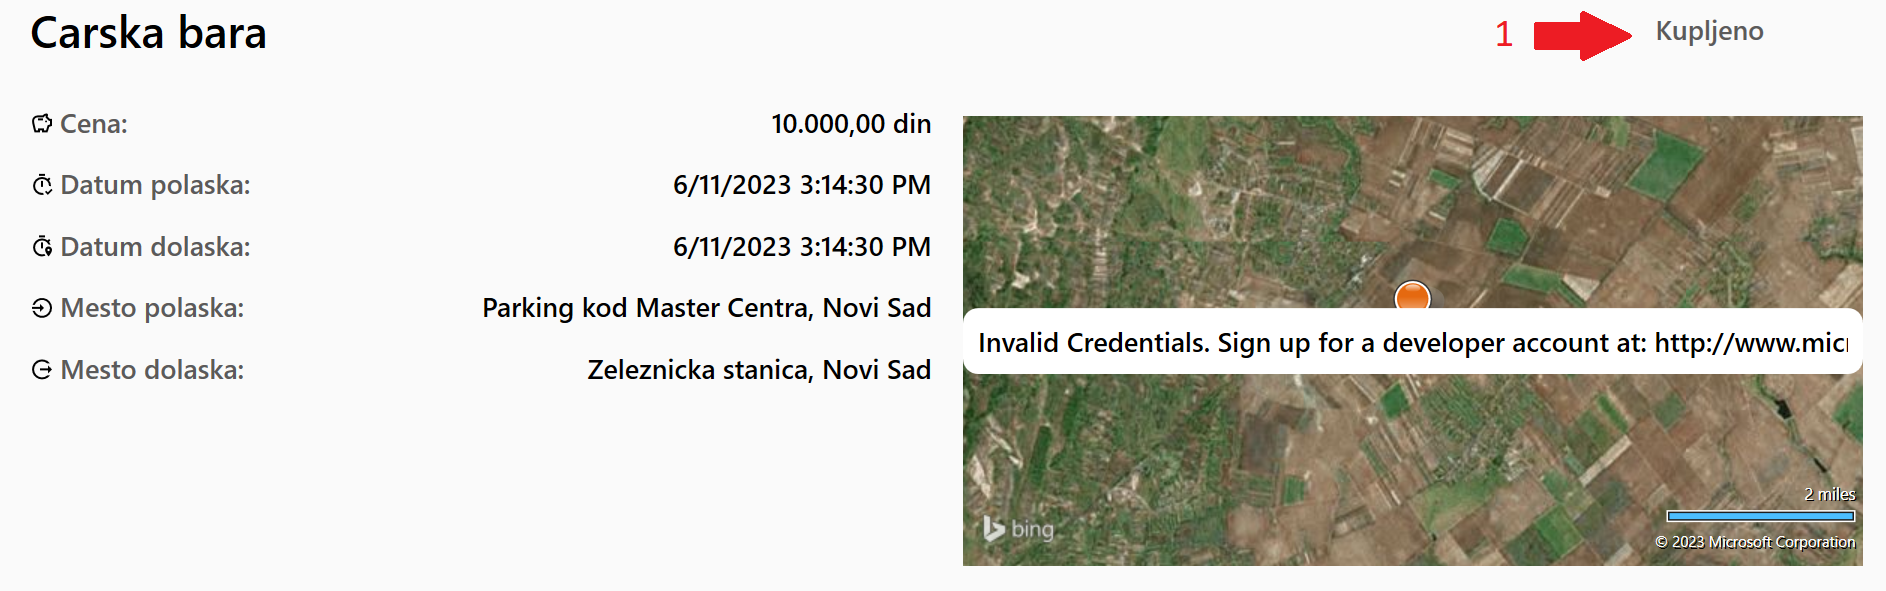 Carska bara
1
Kupljeno
Cena:
10.000,00 din
Datum polaska:
6/11/2023 3:14:30 PM
Datum dolaska:
6/11/2023 3:14:30 PM
Mesto polaska:
Parking kod Master Centra, Novi Sad
Mesto dolaska:
Zeleznicka stanica, Novi Sad
Invalid Credentials. Sign up for a developer account at: http://www.mic
2 miles
bing
© 2023 Microsoft Corporation